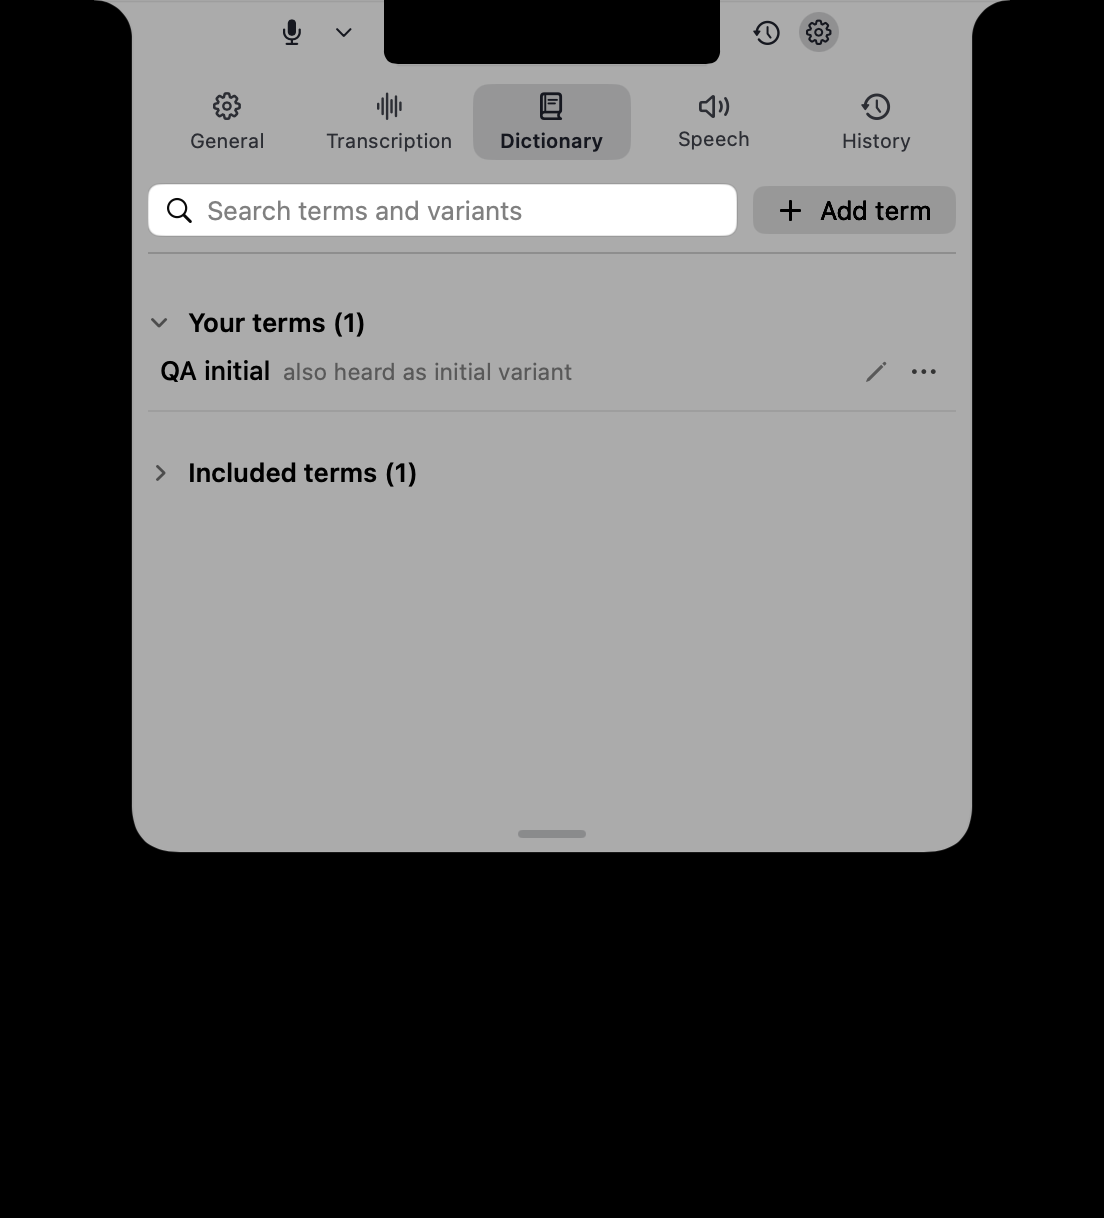 General
Transcription
Dictionary
Speech
History
Search terms and variants
Add term
Your terms (1)
QA initial also heard as initial variant
Included terms (1)